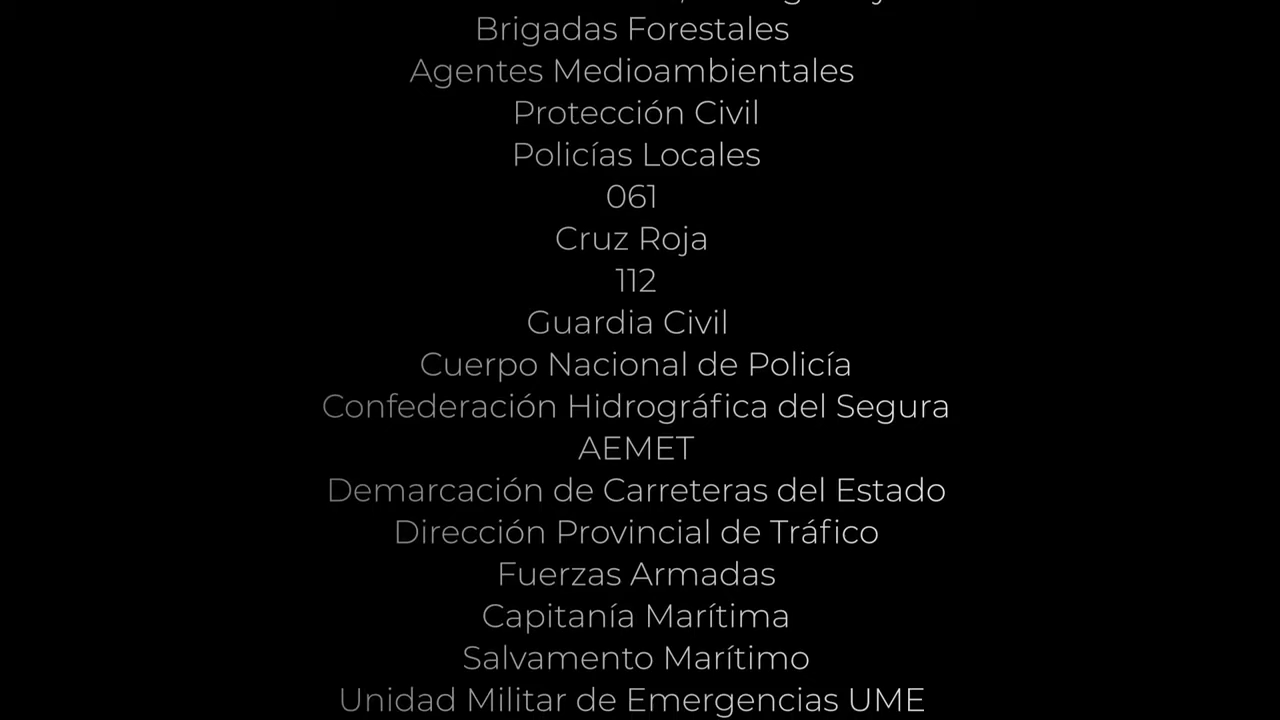 Brigadas Forestales
Agentes Medioambientales
Protección Civil
Policías Locales
061
Cruz Roja
112
Guardia Civil
Cuerpo Nacional de Policía
Confederación Hidrográfica del Segura
AEMET
Demarcación de Carreteras del Estado
Dirección Provincial de Tráfico
Fuerzas Armadas
Capitanía Marítima
Salvamento Marítimo
Unidad Militar de Emergencias UME